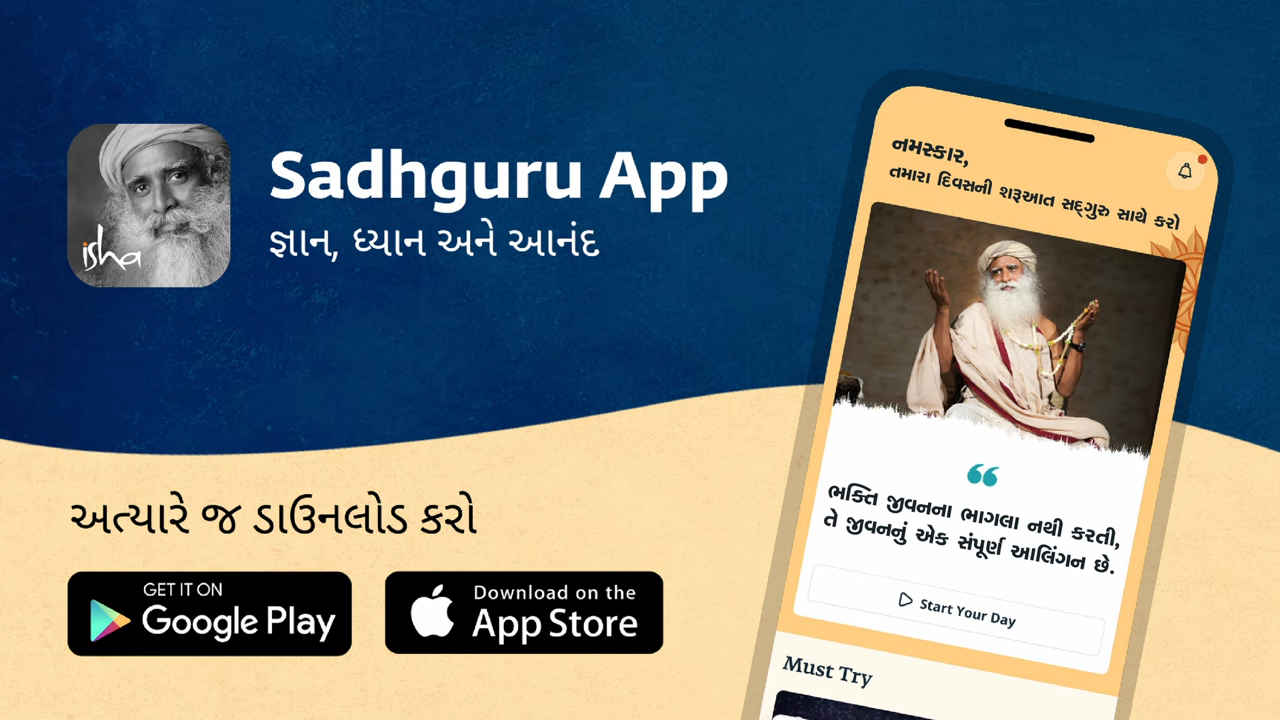 isha
Sadhguru App
જ્ઞાન, ધ્યાન અને આનંદ
અત્યારે જ ડાઉનલોડ કરો
GET IT ON
Google Play
Download on the
App Store
નમસ્કાર,
તમારા દિવસની શરૂઆત સદ્‌ગુરુ સાથે કરો
“
ભક્તિ જીવનના ભાગલા નથી કરતી,
તે જીવનનું એક સંપૂર્ણ આલિંગન છે.
Start Your Day
Must Try